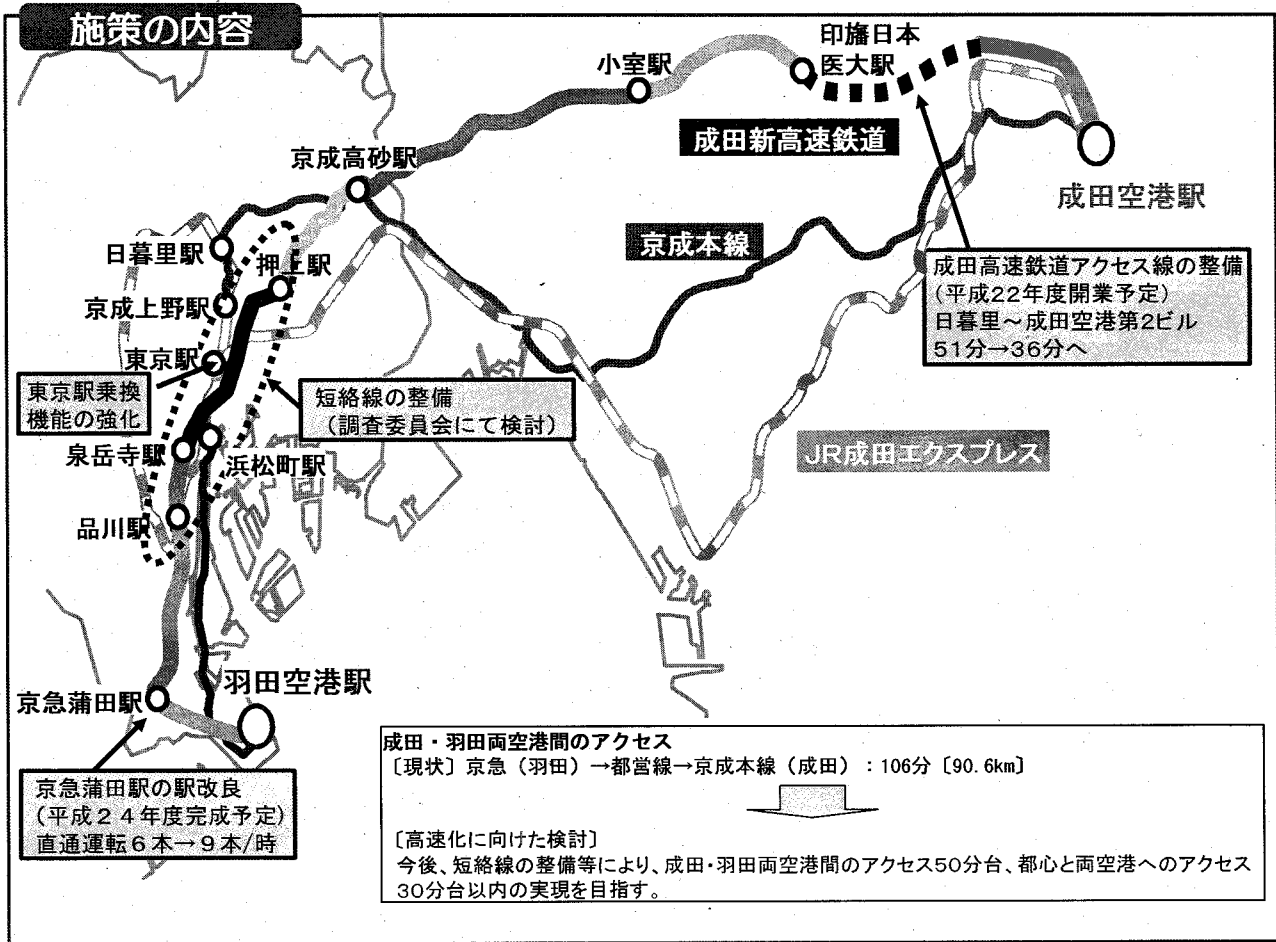 施策の内容
印旛日本
医大駅
小室駅
成田新高速鉄道
京成高砂駅
成田空港駅
日暮里駅
押上駅
京成本線
成田高速鉄道アクセス線の整備
(平成22年度開業予定)
日暮里～成田空港第2ビル
51分→36分へ
京成上野駅
東京駅
東京駅乗換
機能の強化
短絡線の整備
(調査委員会にて検討)
泉岳寺駅
浜松町駅
JR成田エクスプレス
品川駅
羽田空港駅
京急蒲田駅
京急蒲田駅の駅改良
(平成24年度完成予定)
直通運転6本→9本/時
成田・羽田両空港間のアクセス
〔現状〕京急（羽田）→都営線→京成本線（成田）：106分〔90.6km〕
〔高速化に向けた検討〕
今後、短絡線の整備等により、成田・羽田両空港間のアクセス50分台、都心と両空港へのアクセス
30分台以内の実現を目指す。